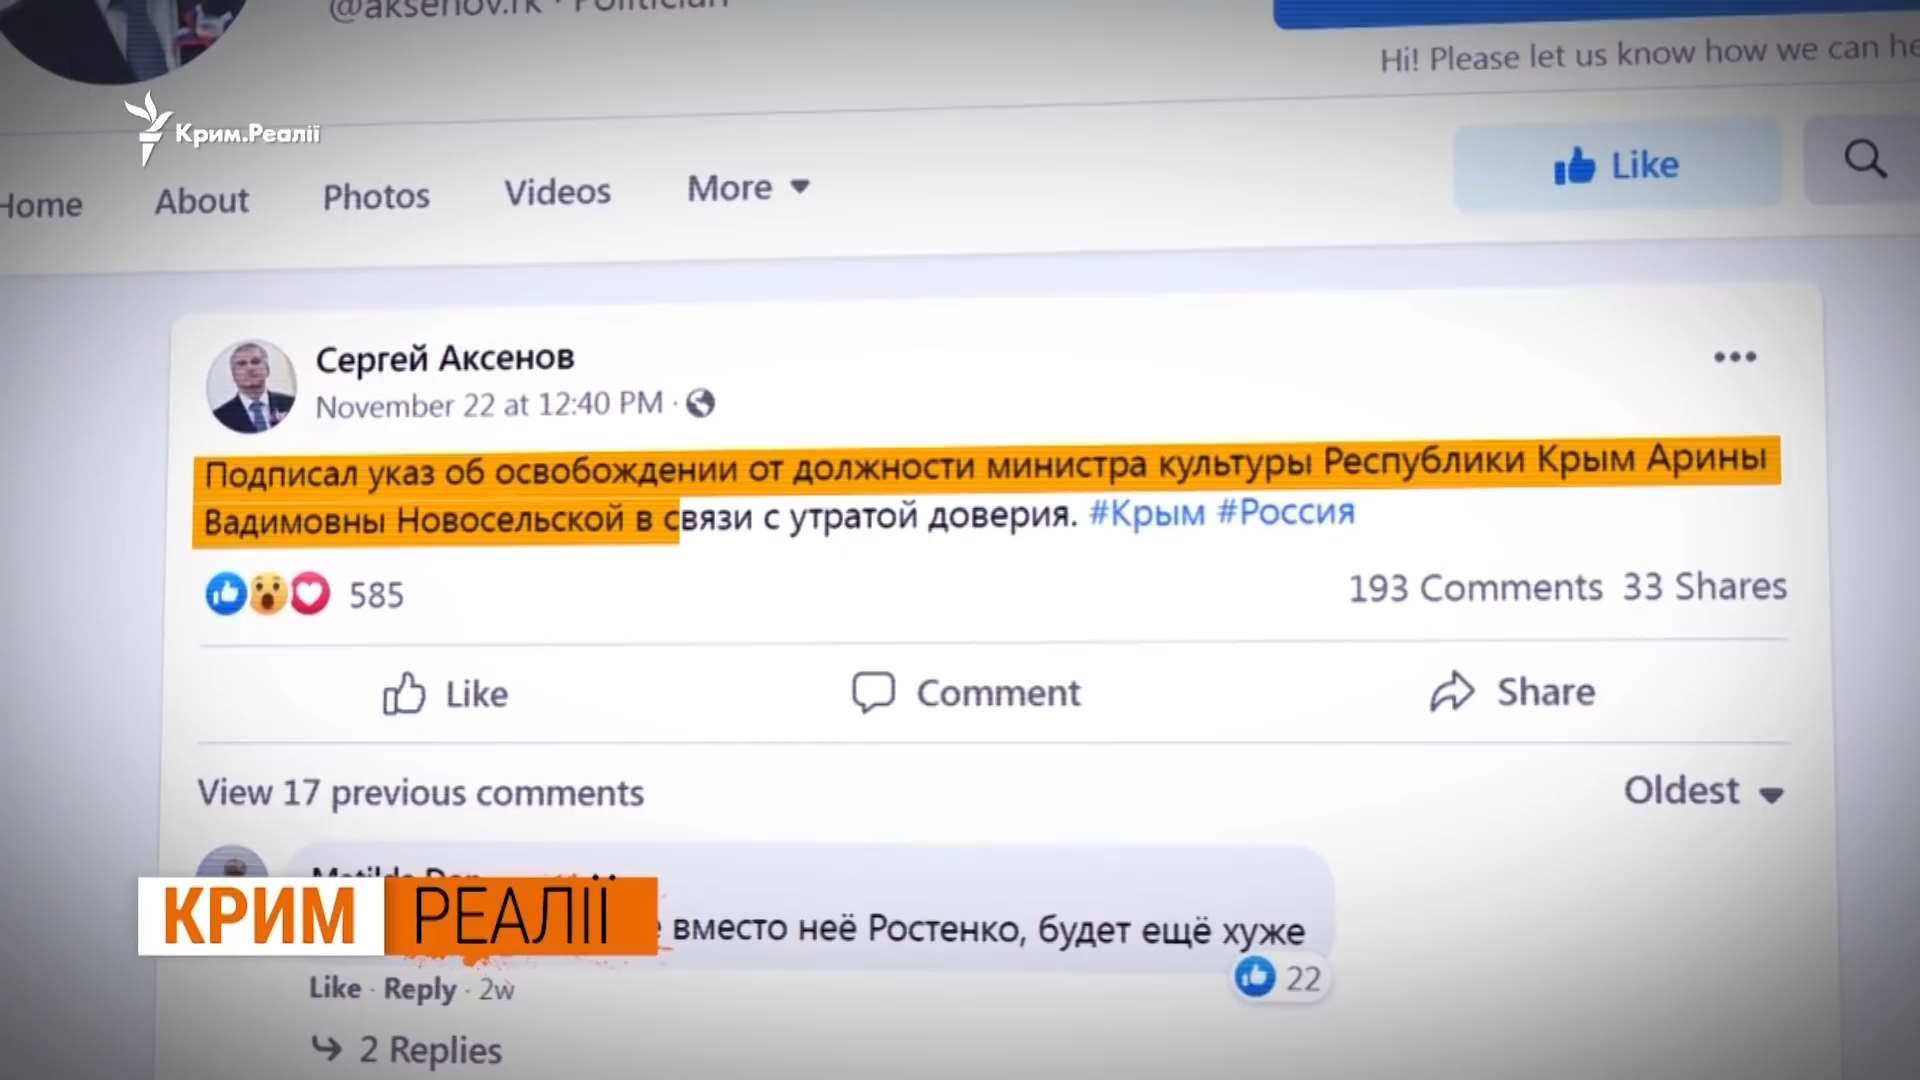 @aksenov.rk · Politician
Hi! Please let us know how we can he
Крим.Реалії
Home About Photos Videos More
Like
Сергей Аксенов
November 22 at 12:40 PM ·
Подписал указ об освобождении от должности министра культуры Республики Крым Арины
Вадимовны Новосельской в связи с утратой доверия. #Крым #Россия
585
193 Comments 33 Shares
Like Comment Share
View 17 previous comments
Oldest
КРИМ РЕАЛІЇ
вместо неё Ростенко, будет ещё хуже
22
Like · Reply · 2w
2 Replies